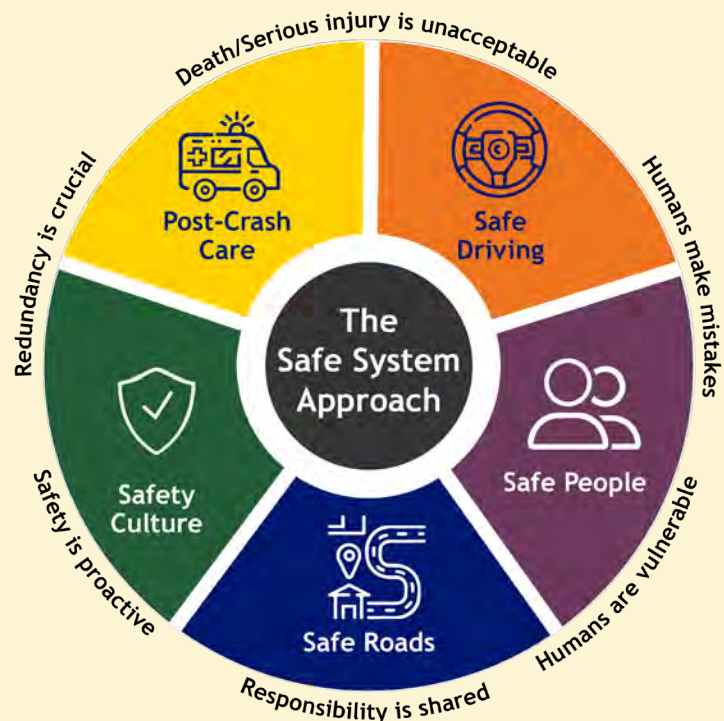 Death/Serious injury is unacceptable
Humans make mistakes
Humans are vulnerable
Responsibility is shared
Safety is proactive
Redundancy is crucial
Post-Crash
Care
Safe
Driving
The
Safe System
Approach
Safe People
Safety
Culture
Safe Roads